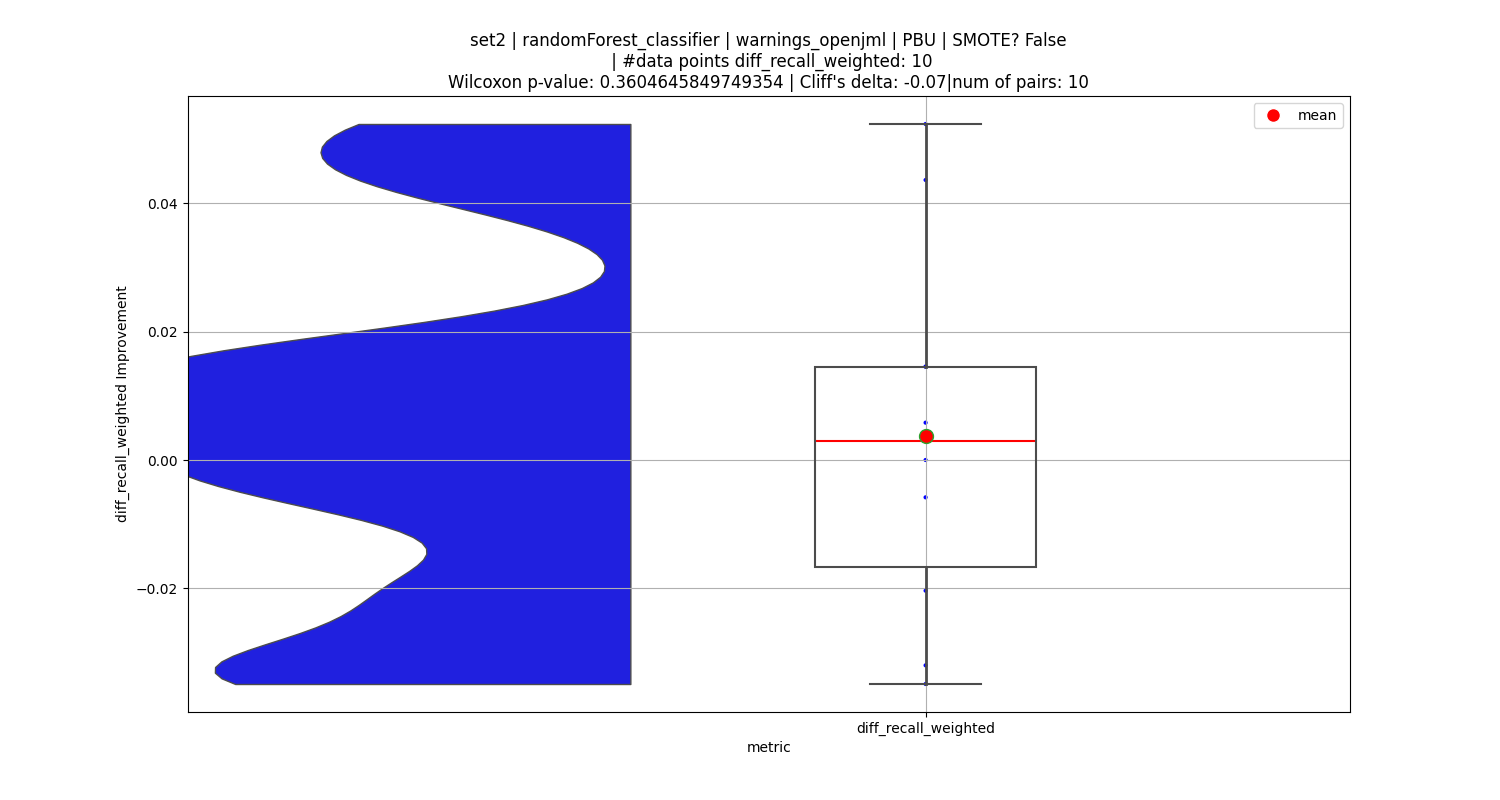 set2 | randomForest_classifier | warnings_openjml | PBU | SMOTE? False
| #data points diff_recall_weighted: 10
Wilcoxon p-value: 0.3604645849749354 | Cliff's delta: -0.07|num of pairs: 10
mean
0.04
0.02
0.00
−0.02
diff_recall_weighted Improvement
diff_recall_weighted
metric